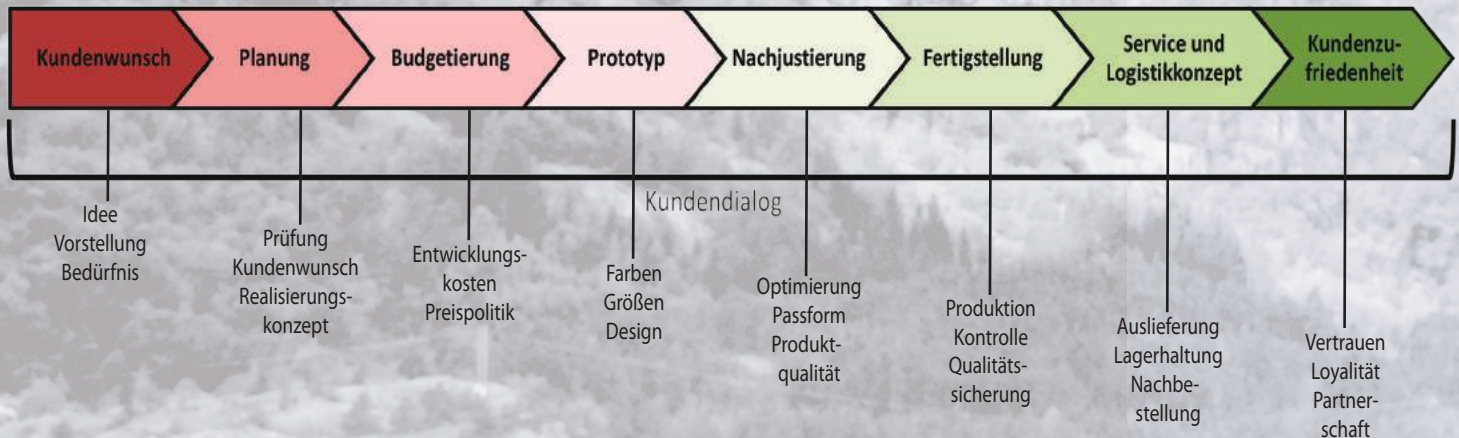 Kundenwunsch
Planung
Budgetierung
Prototyp
Nachjustierung
Fertigstellung
Service und
Logistikkonzept
Kundenzu-
friedenheit
Kundendialog
Idee
Vorstellung
Bedürfnis
Prüfung
Kundenwunsch
Realisierungs-
konzept
Entwicklungs-
kosten
Preispolitik
Farben
Größen
Design
Optimierung
Passform
Produkt-
qualität
Produktion
Kontrolle
Qualitäts-
sicherung
Auslieferung
Lagerhaltung
Nachbe-
stellung
Vertrauen
Loyalität
Partner-
schaft